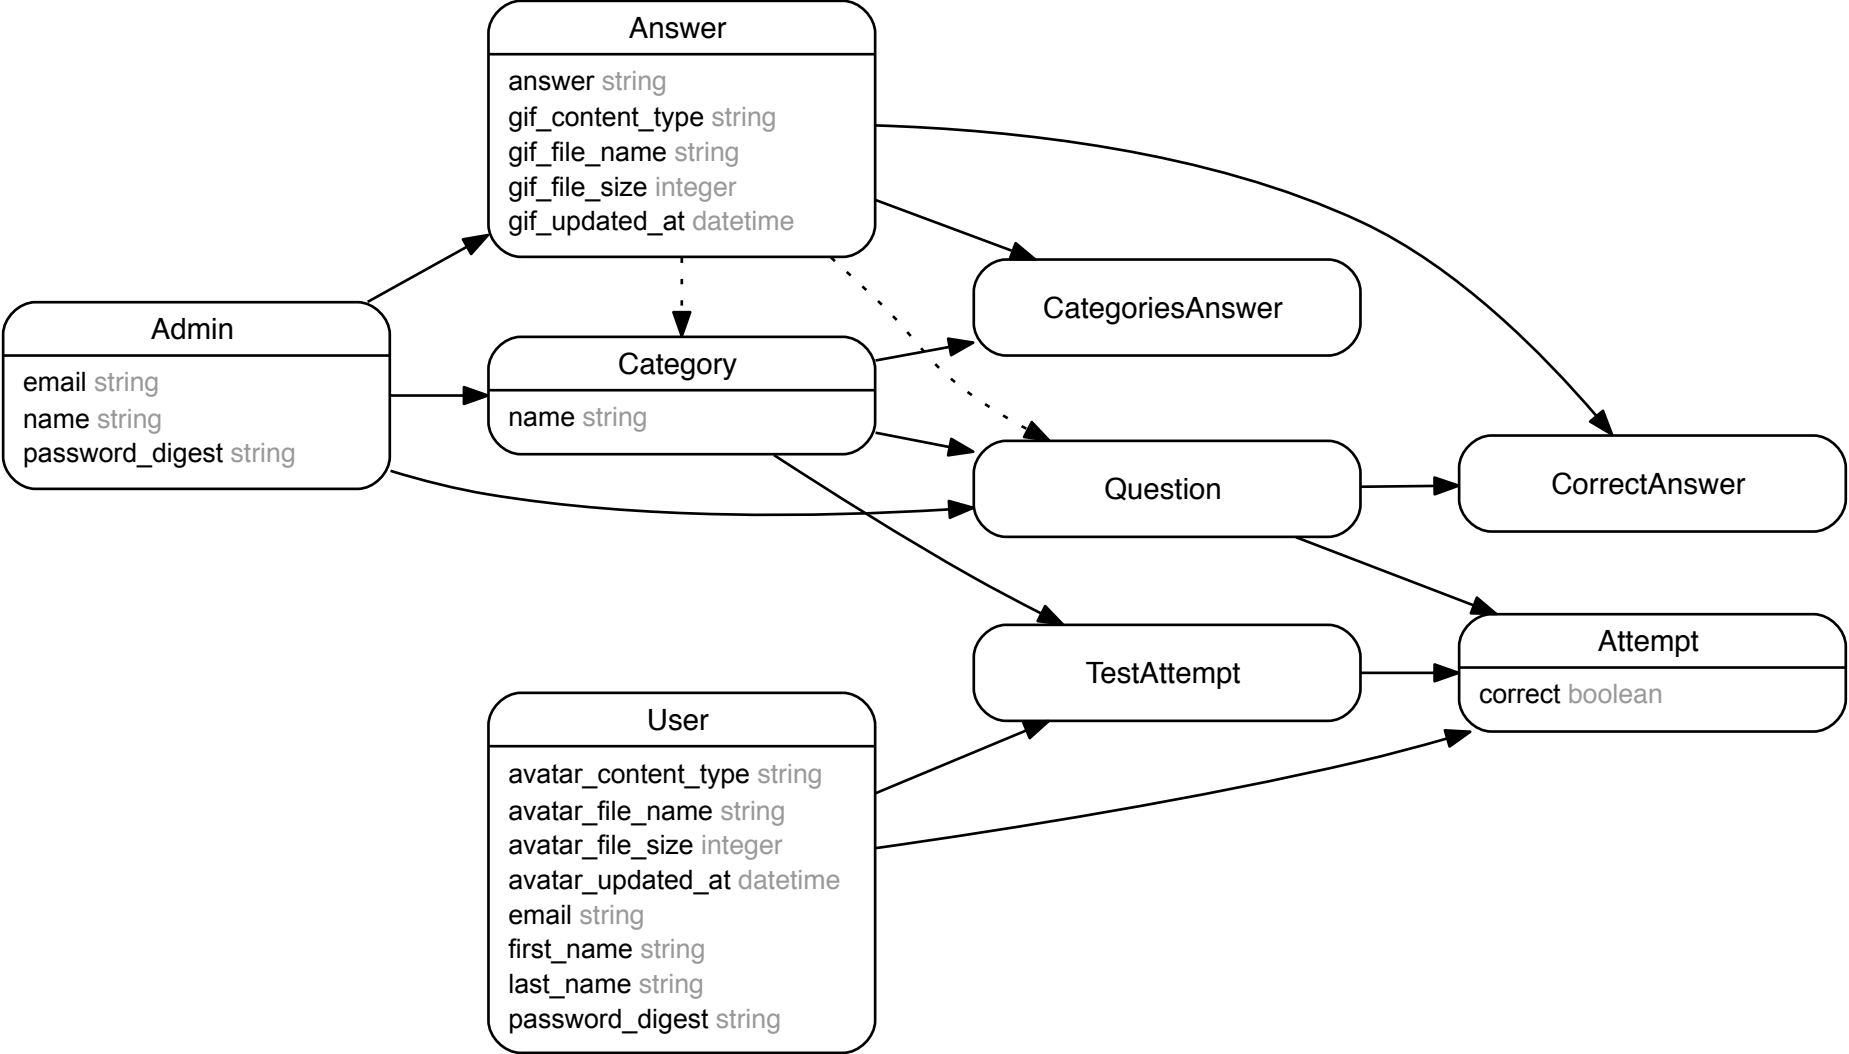 Answer
answer string
gif_content_type string
gif_file_name string
gif_file_size integer
gif_updated_at datetime
Admin
email string
name string
password_digest string
Category
name string
CategoriesAnswer
Question
CorrectAnswer
TestAttempt
Attempt
correct boolean
User
avatar_content_type string
avatar_file_name string
avatar_file_size integer
avatar_updated_at datetime
email string
first_name string
last_name string
password_digest string